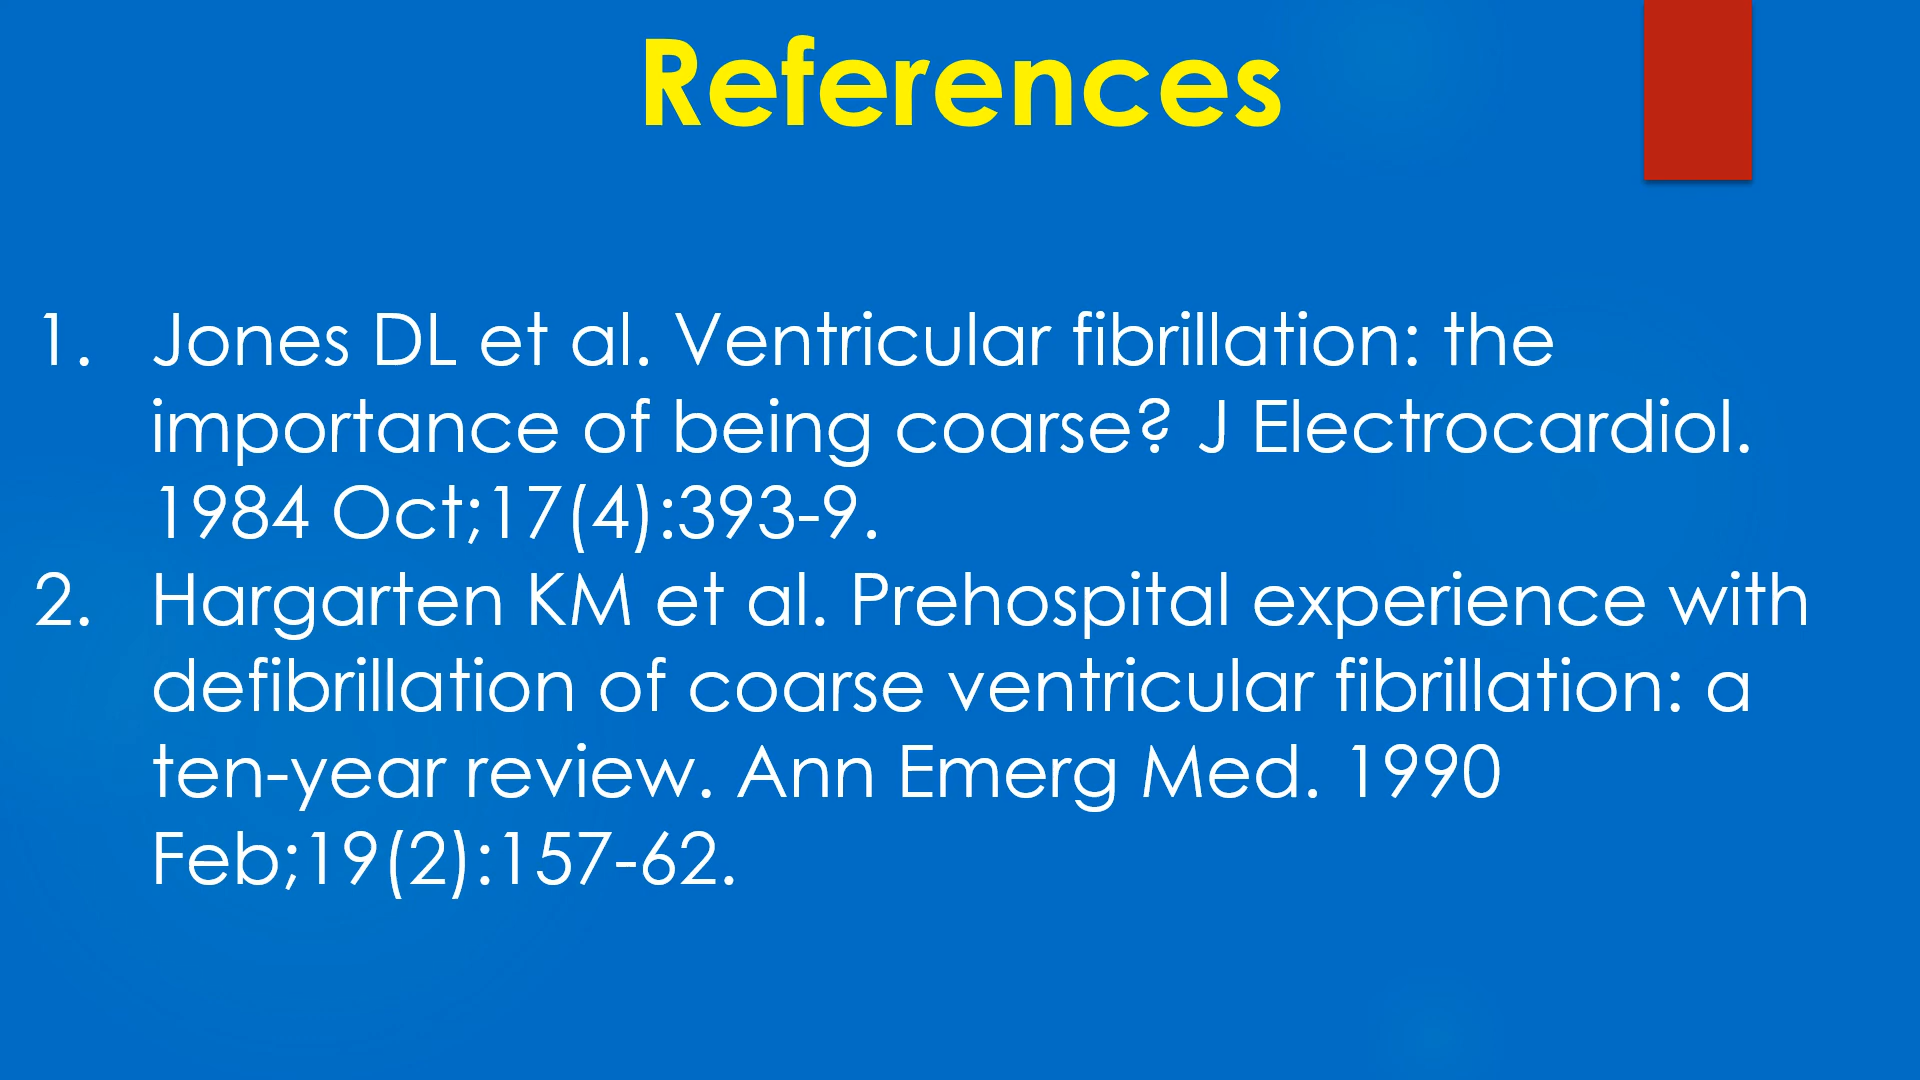 References
1. Jones DL et al. Ventricular fibrillation: the
importance of being coarse? J Electrocardiol.
1984 Oct;17(4):393-9.
2. Hargarten KM et al. Prehospital experience with
defibrillation of coarse ventricular fibrillation: a
ten-year review. Ann Emerg Med. 1990
Feb;19(2):157-62.